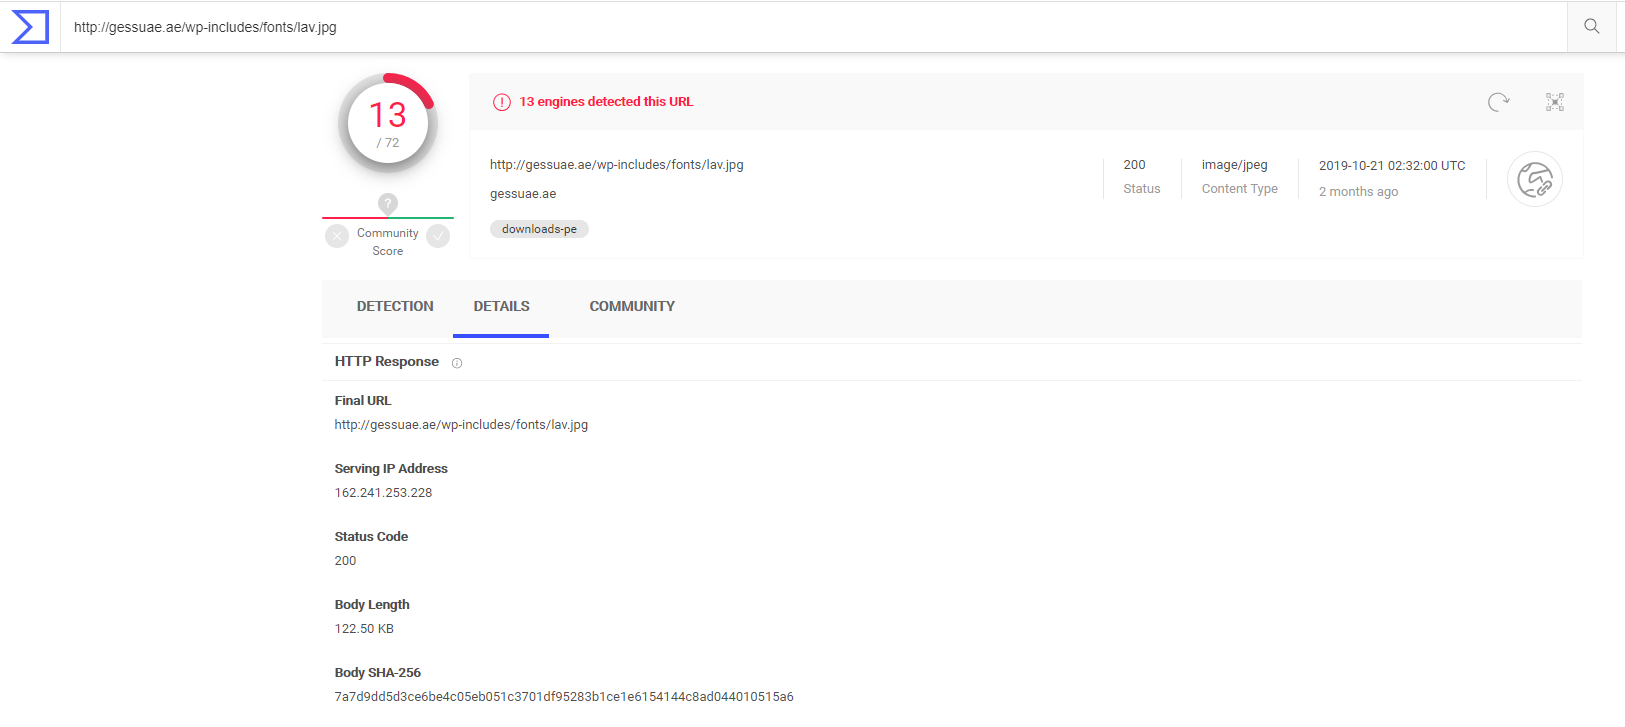 http://gessuae.ae/wp-includes/fonts/lav.jpg
13
/ 72
?
Community
Score
13 engines detected this URL
http://gessuae.ae/wp-includes/fonts/lav.jpg
gessuae.ae
downloads-pe
200
Status
image/jpeg
Content Type
2019-10-21 02:32:00 UTC
2 months ago
DETECTION DETAILS COMMUNITY
HTTP Response
Final URL
http://gessuae.ae/wp-includes/fonts/lav.jpg
Serving IP Address
162.241.253.228
Status Code
200
Body Length
122.50 KB
Body SHA-256
7a7d9dd5d3ce6be4c05eb051c3701df95283b1ce1e6154144c8ad044010515a6